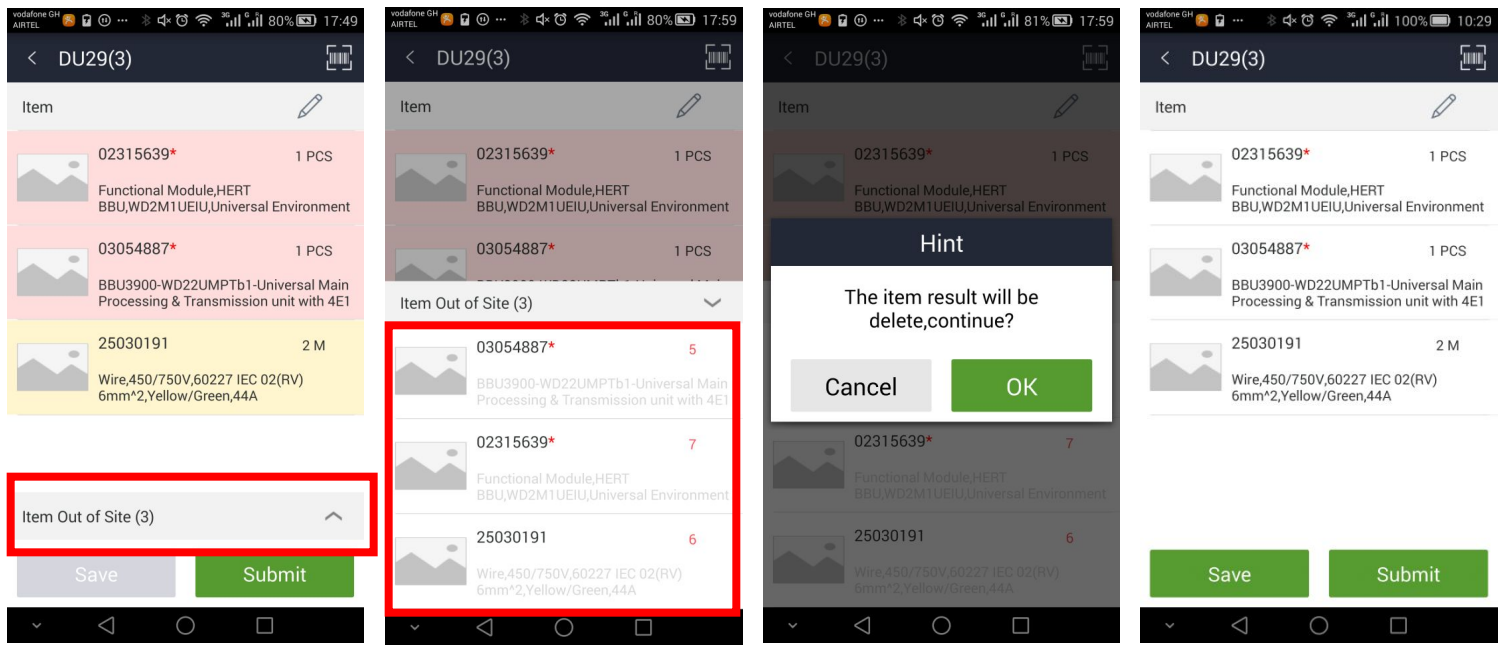 vodafone GH
AIRTEL
3G
G
80%
17:49
DU29(3)
Item
02315639*
1 PCS
Functional Module,HERT
BBU,WD2M1UEIU,Universal Environment
03054887*
1 PCS
BBU3900-WD22UMPTb1-Universal Main
Processing & Transmission unit with 4E1
25030191
2 M
Wire,450/750V,60227 IEC 02(RV)
6mm^2,Yellow/Green,44A
Item Out of Site (3)
Save
Submit
vodafone GH
AIRTEL
3G
G
80%
17:59
DU29(3)
Item
02315639*
1 PCS
Functional Module,HERT
BBU,WD2M1UEIU,Universal Environment
03054887*
1 PCS
Item Out of Site (3)
03054887*
5
BBU3900-WD22UMPTb1-Universal Main
Processing & Transmission unit with 4E1
02315639*
7
Functional Module,HERT
BBU,WD2M1UEIU,Universal Environment
25030191
6
Wire,450/750V,60227 IEC 02(RV)
6mm^2,Yellow/Green,44A
vodafone GH
AIRTEL
3G
G
81%
17:59
DU29(3)
Item
02315639*
1 PCS
Functional Module,HERT
BBU,WD2M1UEIU,Universal Environment
Hint
The item result will be
delete,continue?
Cancel
OK
02315639*
7
Functional Module,HERT
BBU,WD2M1UEIU,Universal Environment
25030191
6
Wire,450/750V,60227 IEC 02(RV)
6mm^2,Yellow/Green,44A
vodafone GH
AIRTEL
3G
G
100%
10:29
DU29(3)
Item
02315639*
1 PCS
Functional Module,HERT
BBU,WD2M1UEIU,Universal Environment
03054887*
1 PCS
BBU3900-WD22UMPTb1-Universal Main
Processing & Transmission unit with 4E1
25030191
2 M
Wire,450/750V,60227 IEC 02(RV)
6mm^2,Yellow/Green,44A
Save
Submit